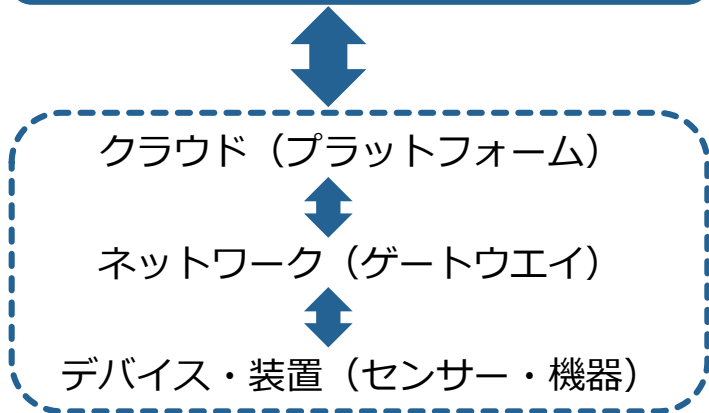 クラウド（プラットフォーム）
ネットワーク（ゲートウエイ）
デバイス・装置（センサー・機器）